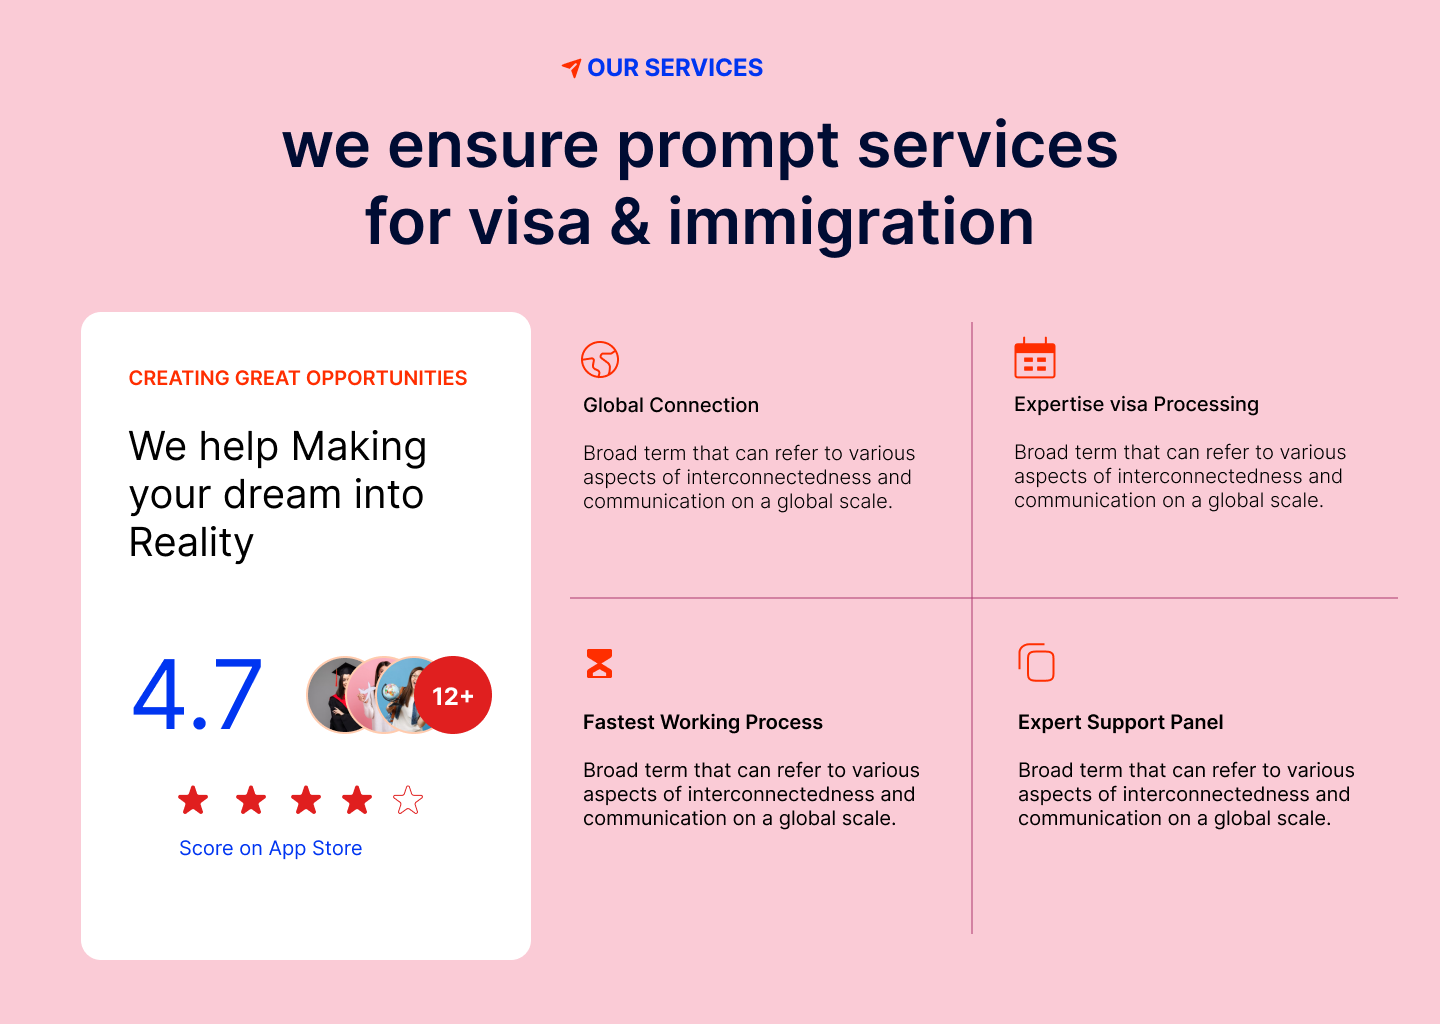 OUR SERVICES
we ensure prompt services
for visa & immigration
CREATING GREAT OPPORTUNITIES
We help Making
your dream into
Reality
4.7
12+
Score on App Store
Global Connection
Broad term that can refer to various
aspects of interconnectedness and
communication on a global scale.
Expertise visa Processing
Broad term that can refer to various
aspects of interconnectedness and
communication on a global scale.
Fastest Working Process
Broad term that can refer to various
aspects of interconnectedness and
communication on a global scale.
Expert Support Panel
Broad term that can refer to various
aspects of interconnectedness and
communication on a global scale.